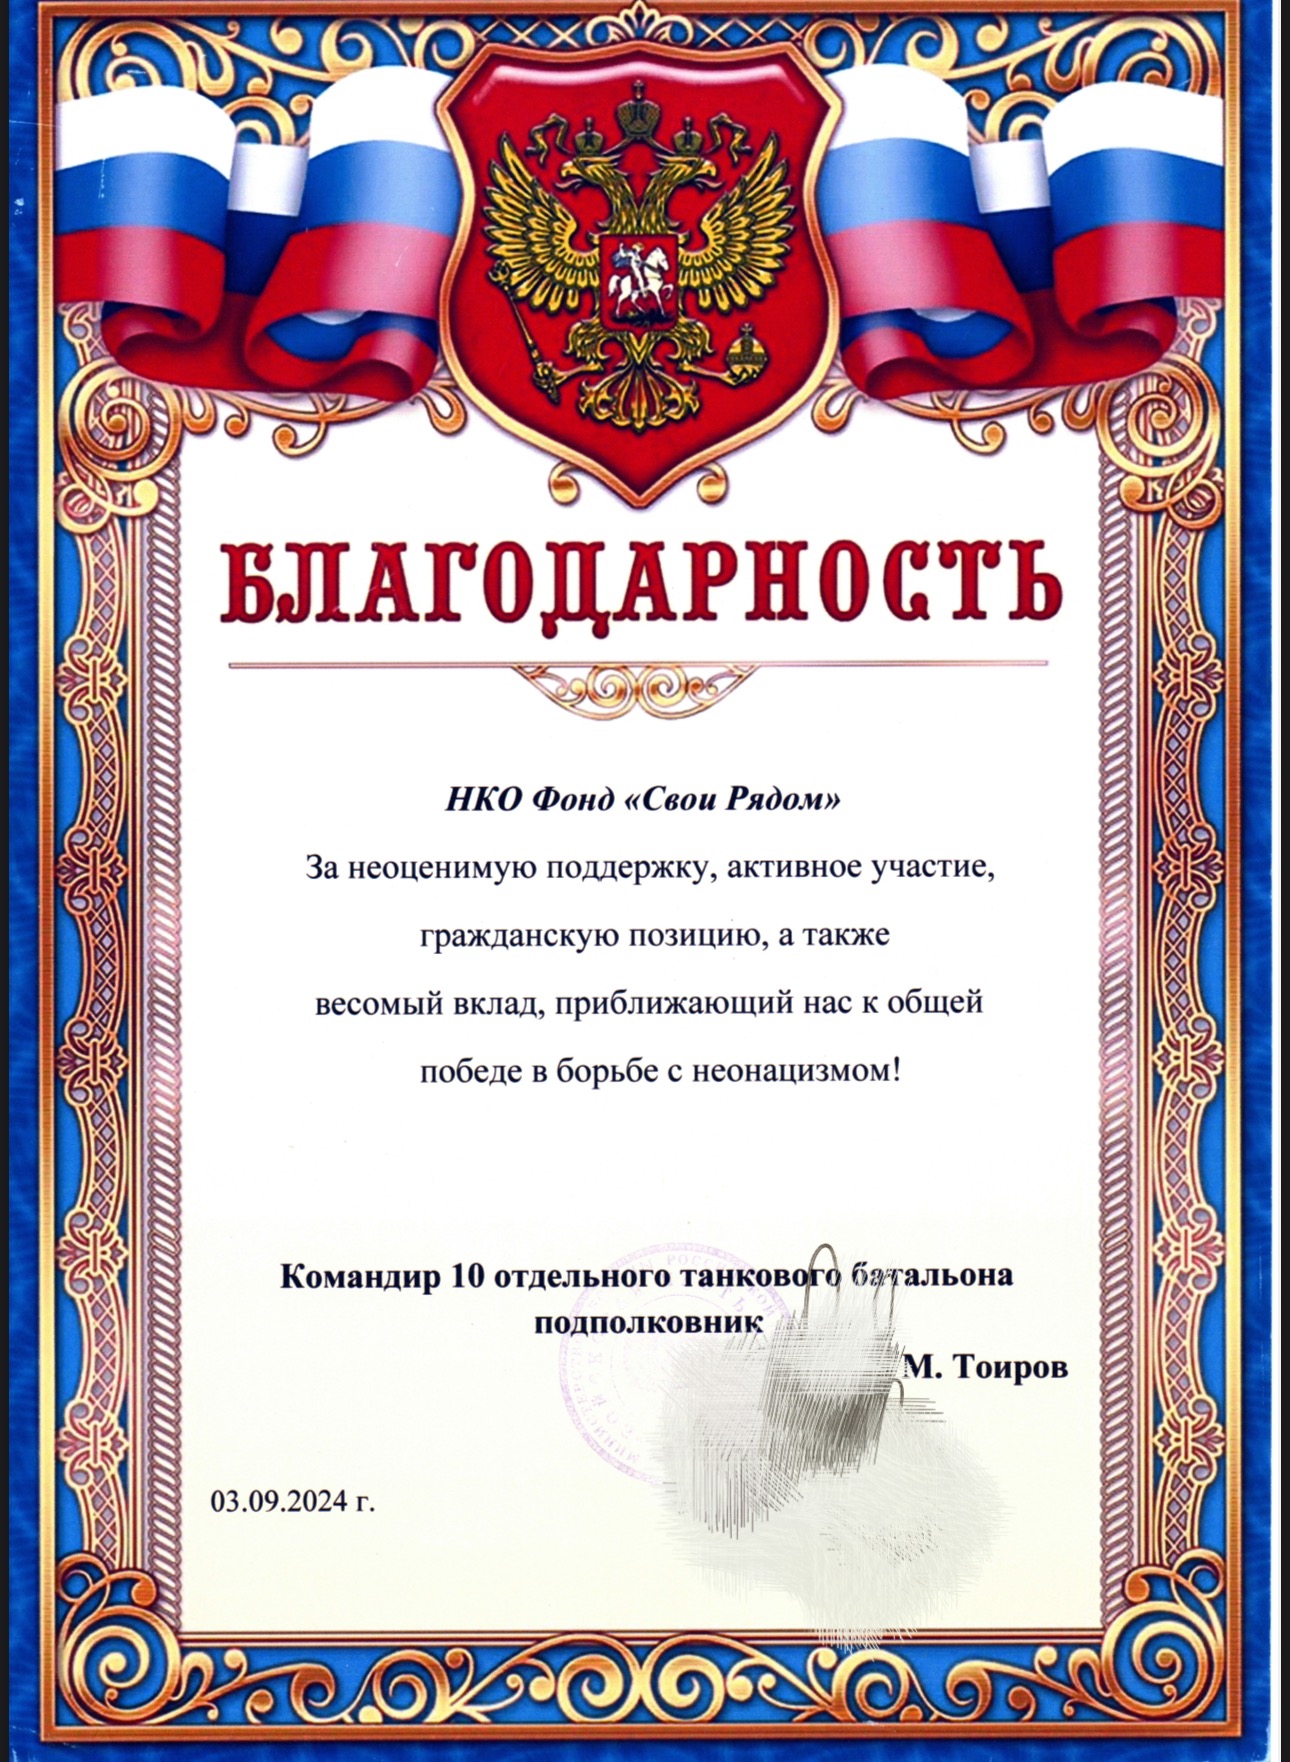 БЛАГОДАРНОСТЬ
НКО Фонд «Свои Рядом»
За неоценимую поддержку, активное участие,
гражданскую позицию, а также
весомый вклад, приближающий нас к общей
победе в борьбе с неонацизмом!
Командир 10 отдельного танкового батальона
подполковник
М. Тоиров
03.09.2024 г.